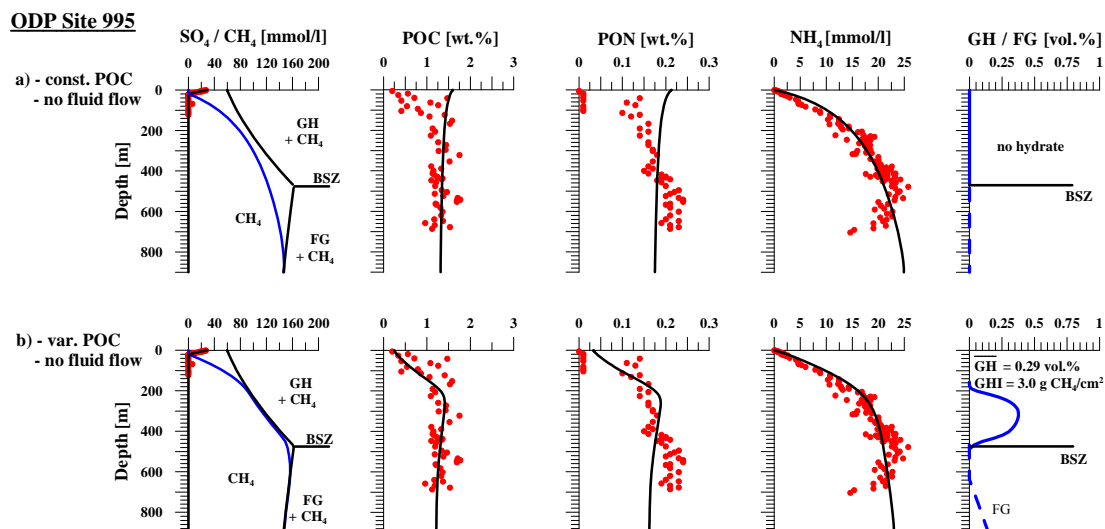 ODP Site 995
SO4 / CH4 [mmol/l]
POC [wt.%]
PON [wt.%]
NH4 [mmol/l]
GH / FG [vol.%]
a) - const. POC
- no fluid flow
0 40 80 120 160 200
0 1 2 3
0 0.1 0.2 0.3
0 5 10 15 20 25
0 0.25 0.5 0.75 1
Depth [m]
0
200
400
600
800
GH
+ CH4
BSZ
CH4
FG
+ CH4
no hydrate
BSZ
b) - var. POC
- no fluid flow
0 40 80 120 160 200
0 1 2 3
0 0.1 0.2 0.3
0 5 10 15 20 25
0 0.25 0.5 0.75 1
Depth [m]
0
200
400
600
800
GH
+ CH4
BSZ
CH4
FG
+ CH4
GH = 0.29 vol.%
GHI = 3.0 g CH4/cm²
BSZ
FG